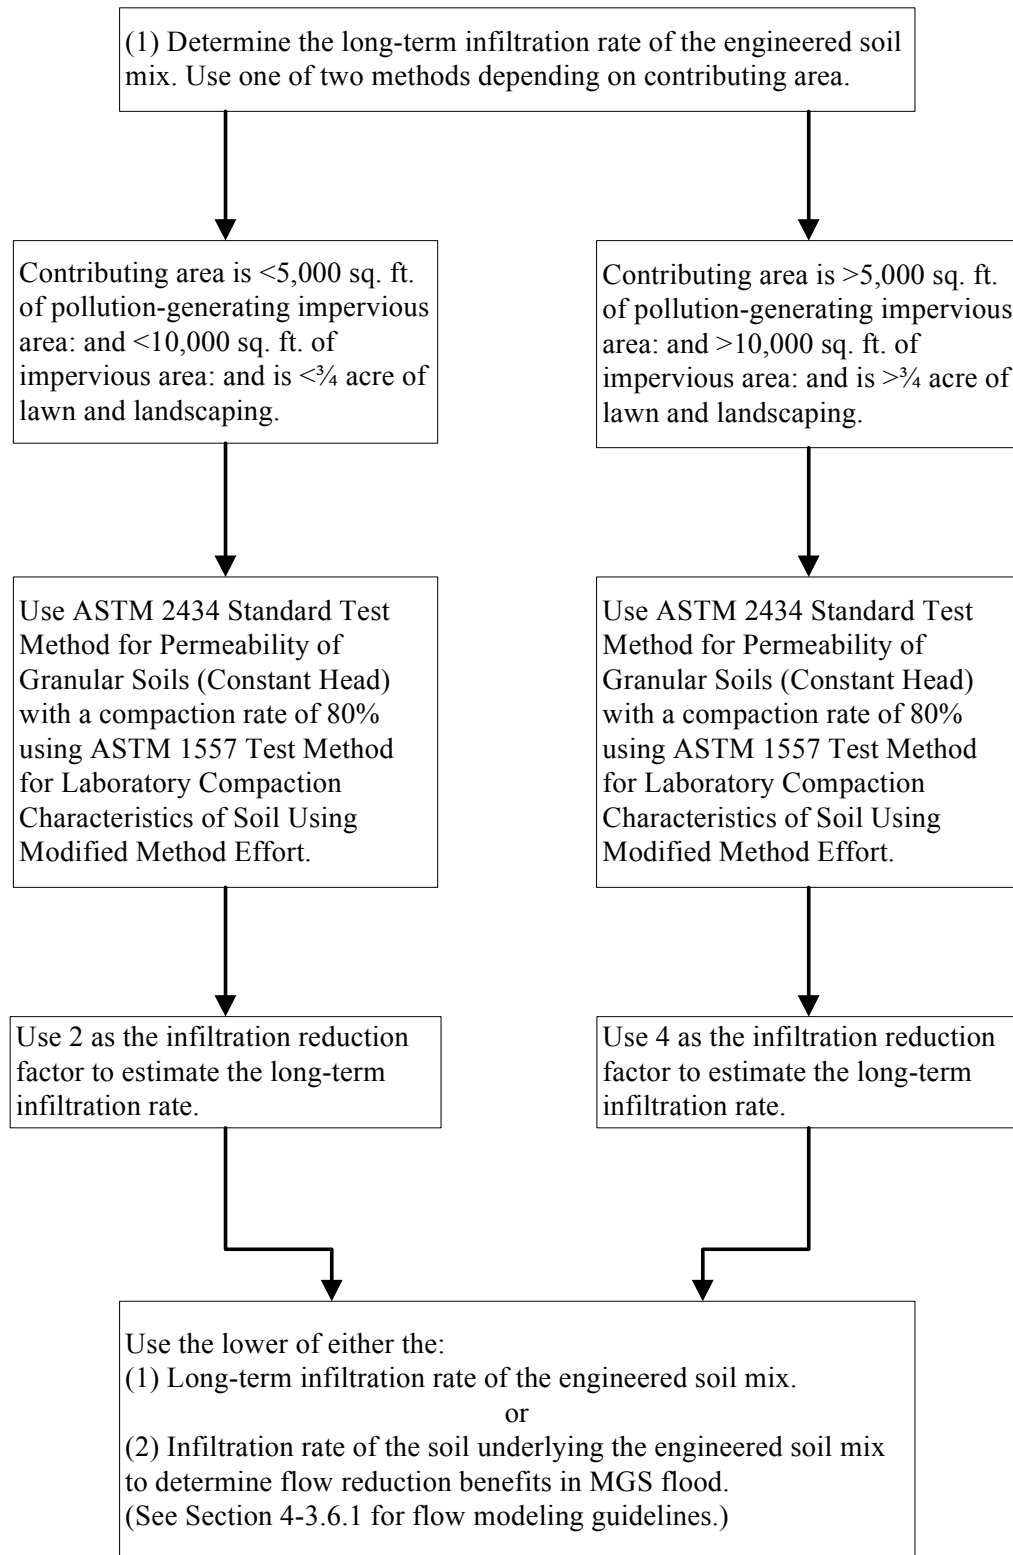 (1) Determine the long-term infiltration rate of the engineered soil
mix. Use one of two methods depending on contributing area.
Contributing area is <5,000 sq. ft.
of pollution-generating impervious
area: and <10,000 sq. ft. of
impervious area: and is <¾ acre of
lawn and landscaping.
Contributing area is >5,000 sq. ft.
of pollution-generating impervious
area: and >10,000 sq. ft. of
impervious area: and is >¾ acre of
lawn and landscaping.
Use ASTM 2434 Standard Test
Method for Permeability of
Granular Soils (Constant Head)
with a compaction rate of 80%
using ASTM 1557 Test Method
for Laboratory Compaction
Characteristics of Soil Using
Modified Method Effort.
Use ASTM 2434 Standard Test
Method for Permeability of
Granular Soils (Constant Head)
with a compaction rate of 80%
using ASTM 1557 Test Method
for Laboratory Compaction
Characteristics of Soil Using
Modified Method Effort.
Use 2 as the infiltration reduction
factor to estimate the long-term
infiltration rate.
Use 4 as the infiltration reduction
factor to estimate the long-term
infiltration rate.
Use the lower of either the:
(1) Long-term infiltration rate of the engineered soil mix.
or
(2) Infiltration rate of the soil underlying the engineered soil mix
to determine flow reduction benefits in MGS flood.
(See Section 4-3.6.1 for flow modeling guidelines.)